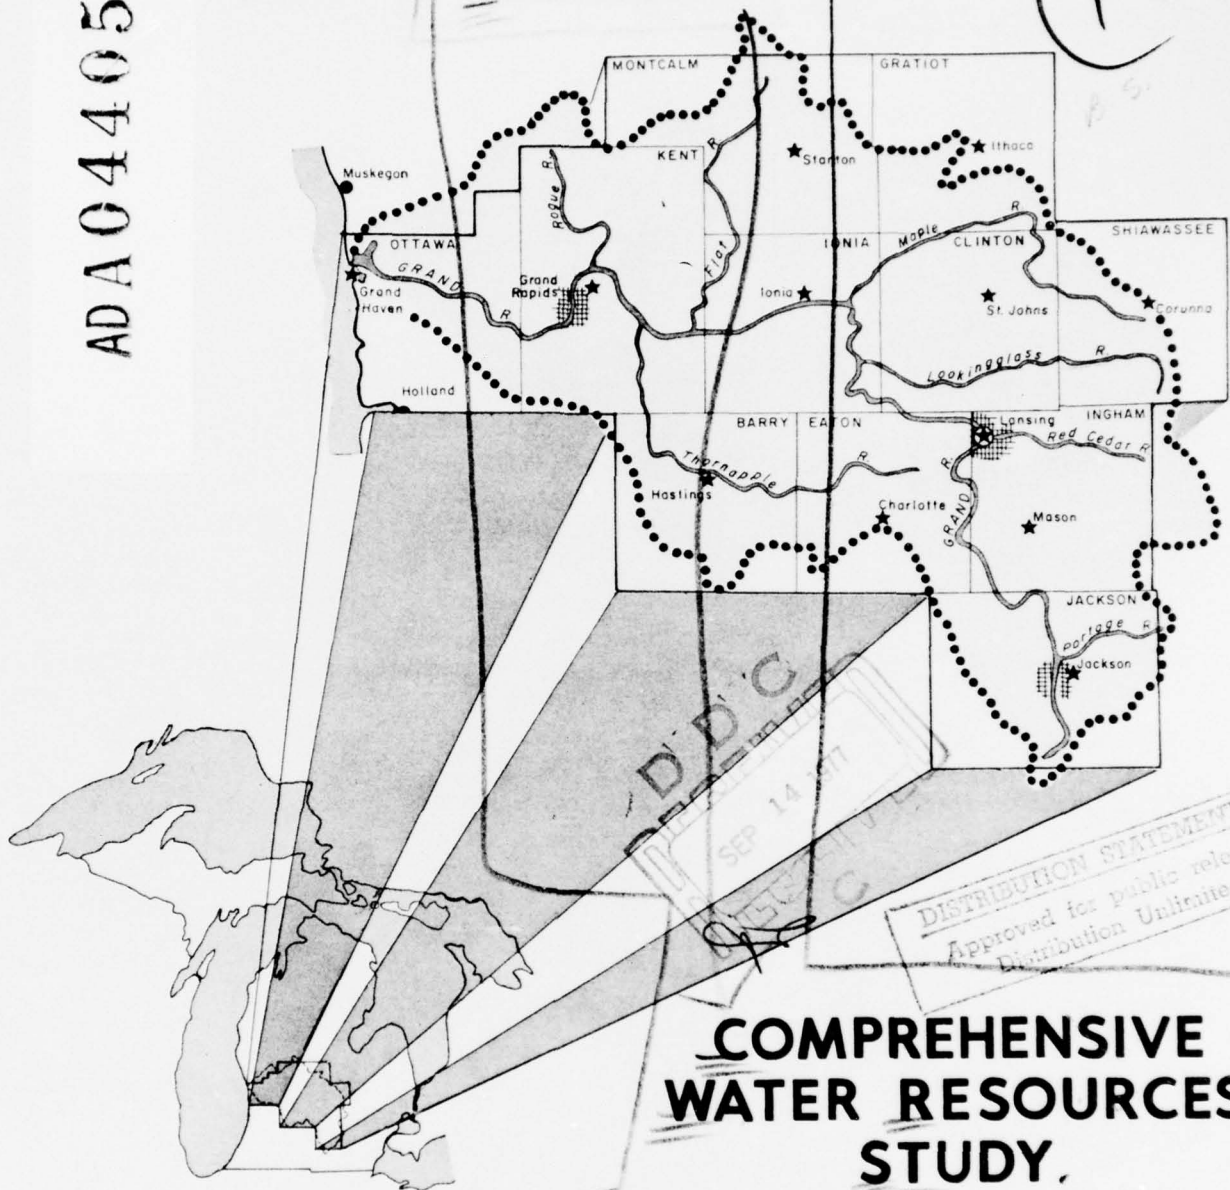 ADA04405
MONTCALM
GRATIOT
B S.
KENT
R.
Stanton
Ithaca
Muskegon
Rogue R.
Flat
OTTAWA
IONIA
Maple R
CLINTON
SHIAWASSEE
GRAND R
Grand
Rapids
Grand
Haven
Ionia
St. Johns
Corunna
Lookingglass R
Holland
BARRY
EATON
Lansing
INGHAM
Red Cedar R
Thornapple R
Hastings
Charlotte
GRAND R.
Mason
JACKSON
Portage R
Jackson
D D C
SEP 14 1977
C
DISTRIBUTION STATEMENT
Approved for public rele
Distribution Unlimite
COMPREHENSIVE
WATER RESOURCES
STUDY.